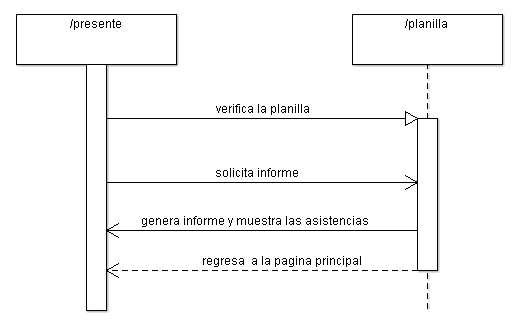 /presente
/planilla
verifica la planilla
solicita informe
genera informe y muestra las asistencias
regresa a la pagina principal